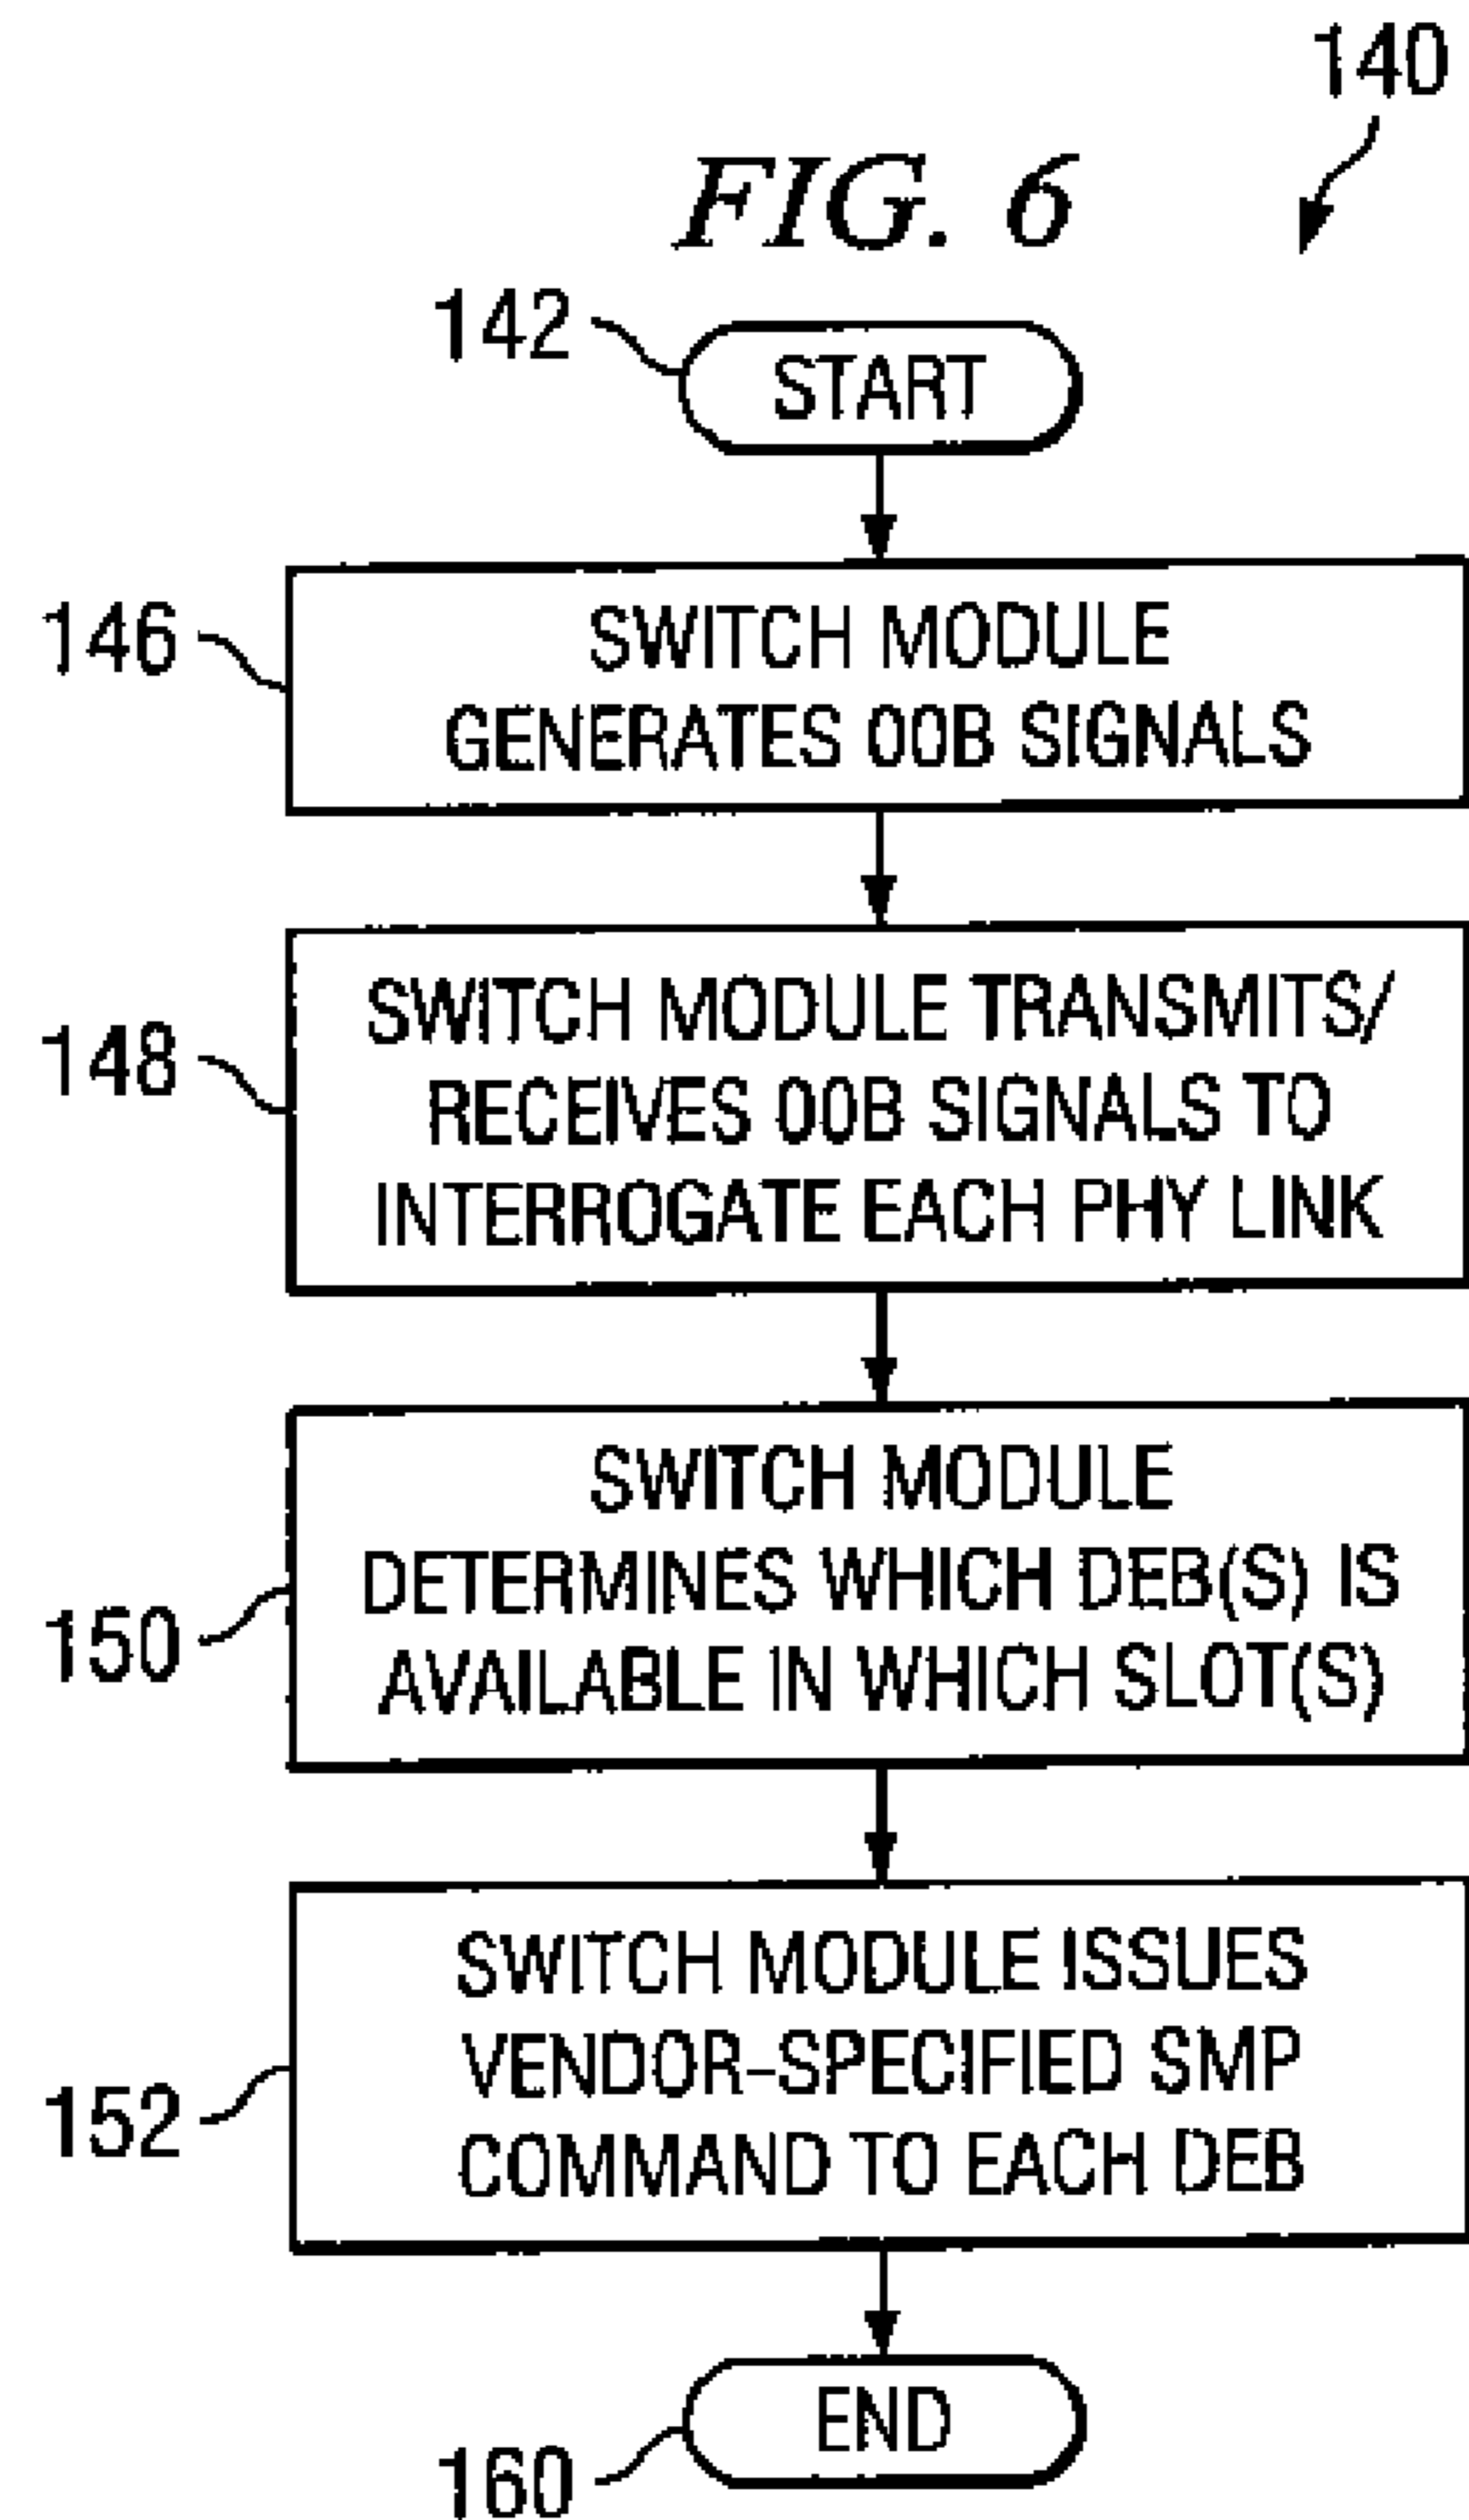 140
FIG. 6
142
START
146
SWITCH MODULE
GENERATES OOB SIGNALS
148
SWITCH MODULE TRANSMITS/
RECEIVES OOB SIGNALS TO
INTERROGATE EACH PHY LINK
150
SWITCH MODULE
DETERMINES WHICH DEB(S) IS
AVAILABLE IN WHICH SLOT(S)
152
SWITCH MODULE ISSUES
VENDOR-SPECIFIED SMP
COMMAND TO EACH DEB
END
160